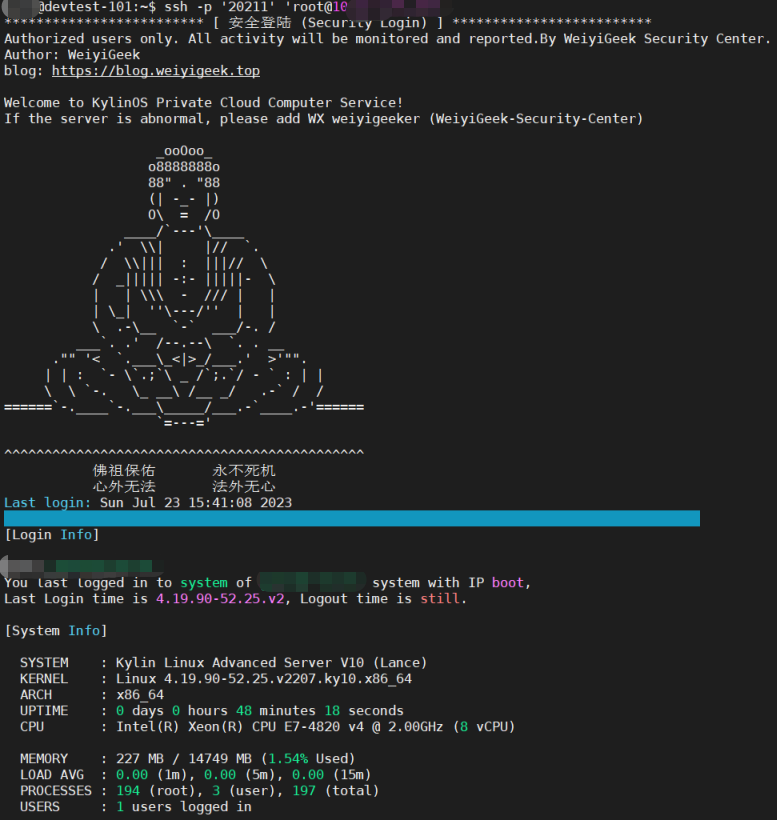 @devtest-101:~$ ssh -p '20211' 'root@10
************************* [ 安全登陆 (Security Login) ] *************************
Authorized users only. All activity will be monitored and reported.By WeiyiGeek Security Center.
Author: WeiyiGeek
blog: https://blog.weiyigeek.top
Welcome to KylinOS Private Cloud Computer Service!
If the server is abnormal, please add WX weiyigeeker (WeiyiGeek-Security-Center)
                   _ooOoo_
                  o8888888o
                  88" . "88
                  (| -_- |)
                  O\  =  /O
               ____/`---'\____
             .'  \\|     |//  `.
            /  \\|||  :  |||//  \
           /  _||||| -:- |||||-  \
           |   | \\\  -  /// |   |
           | \_|  ''\---/''  |   |
           \  .-\__  `-`  ___/-. /
         ___`. .'  /--.--\  `. . __
      ."" '<  `.___\_<|>_/___.'  >'"".
     | | :  `- \`.;`\ _ /`;.`/ - ` : | |
     \  \ `-.   \_ __\ /__ _/   .-` /  /
======`-.____`-.___\_____/___.-`____.-'======
                   `=---='
^^^^^^^^^^^^^^^^^^^^^^^^^^^^^^^^^^^^^^^^^^^^^
佛祖保佑 永不死机
心外无法 法外无心
Last login: Sun Jul 23 15:41:08 2023
[Login Info]
You last logged in to system of system with IP boot,
Last Login time is 4.19.90-52.25.v2, Logout time is still.
[System Info]
SYSTEM : Kylin Linux Advanced Server V10 (Lance)
KERNEL : Linux 4.19.90-52.25.v2207.ky10.x86_64
ARCH : x86_64
UPTIME : 0 days 0 hours 48 minutes 18 seconds
CPU : Intel(R) Xeon(R) CPU E7-4820 v4 @ 2.00GHz (8 vCPU)
MEMORY : 227 MB / 14749 MB (1.54% Used)
LOAD AVG : 0.00 (1m), 0.00 (5m), 0.00 (15m)
PROCESSES : 194 (root), 3 (user), 197 (total)
USERS : 1 users logged in